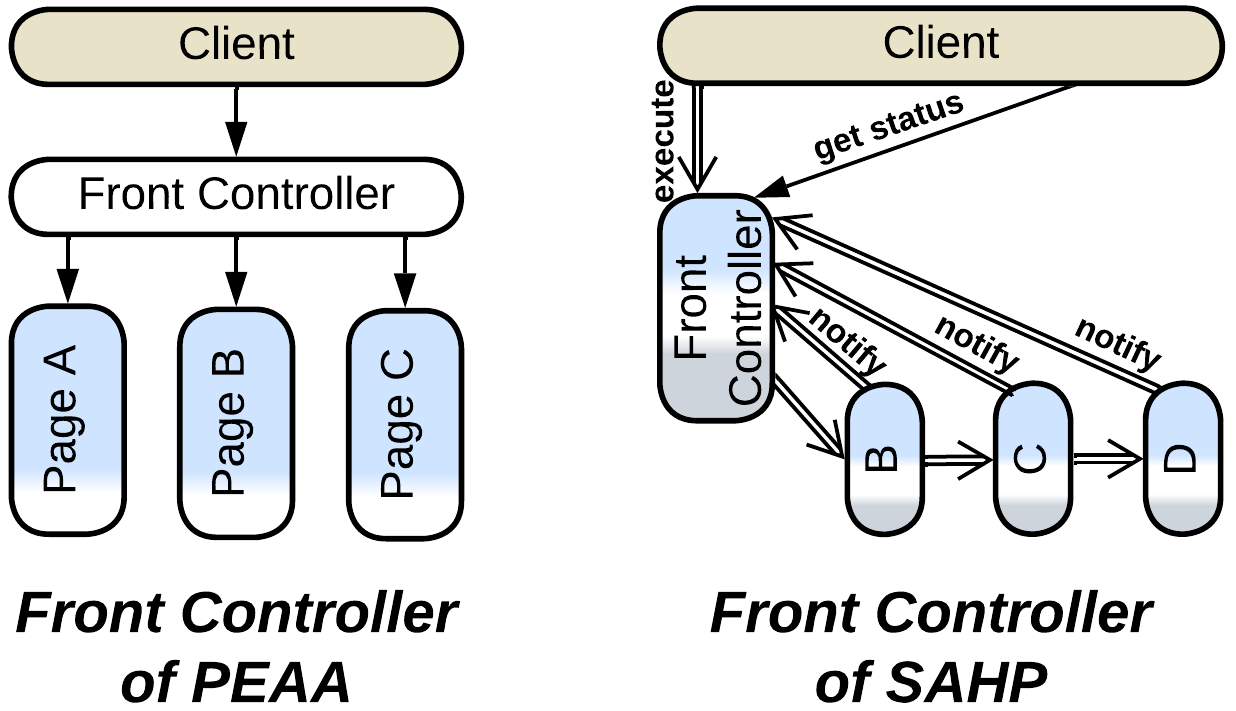 Client
Front Controller
Page A
Page B
Page C
Front Controller
of PEAA
Client
execute
get status
Front
Controller
notify
notify
notify
B
C
D
Front Controller
of SAHP